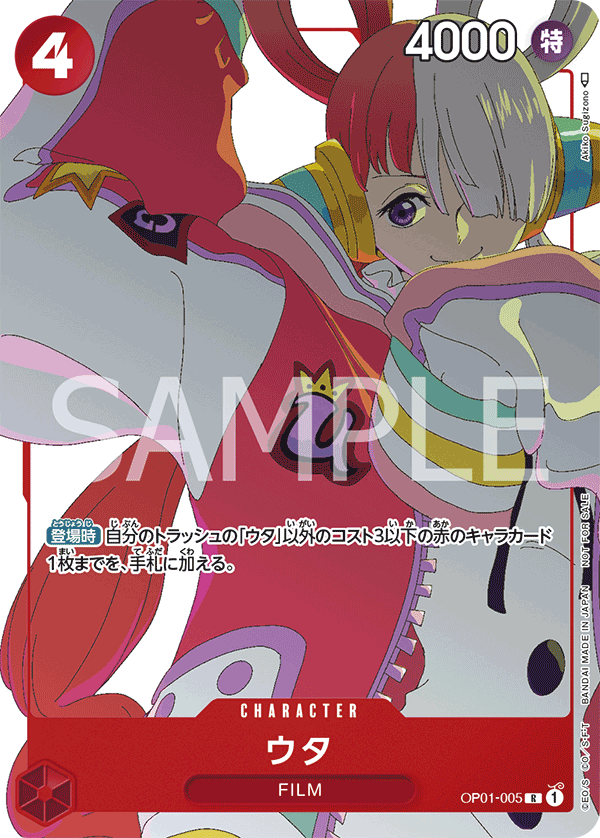 4
4000
特
Akiko Sugizono
SAMPLE
登場時 自分のトラッシュの「ウタ」以外のコスト3以下の赤のキャラカード
1枚までを、手札に加える。
©E.O/S ©O/S・F・T BANDAI MADE IN JAPAN NOT FOR SALE
CHARACTER
ウタ
FILM
OP01-005 R 1